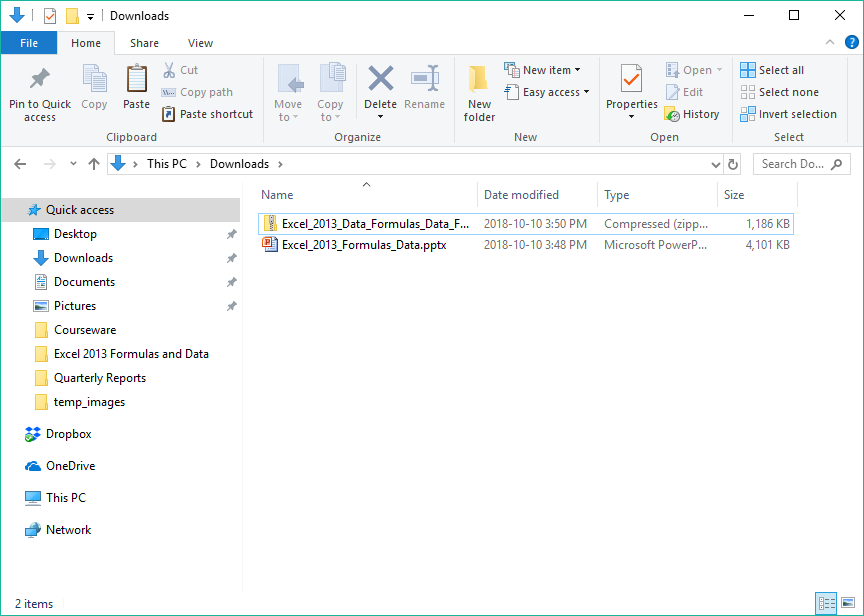 Downloads
File Home Share View
Pin to Quick access
Copy
Paste
Cut
Copy path
Paste shortcut
Clipboard
Move to
Copy to
Delete
Rename
Organize
New folder
New item
Easy access
New
Properties
Open
Edit
History
Open
Select all
Select none
Invert selection
Select
This PC > Downloads >
Search Do...
Name Date modified Type Size
Excel_2013_Data_Formulas_Data_F... 2018-10-10 3:50 PM Compressed (zipp... 1,186 KB
Excel_2013_Formulas_Data.pptx 2018-10-10 3:48 PM Microsoft PowerP... 4,101 KB
Quick access
Desktop
Downloads
Documents
Pictures
Courseware
Excel 2013 Formulas and Data
Quarterly Reports
temp_images
Dropbox
OneDrive
This PC
Network
2 items